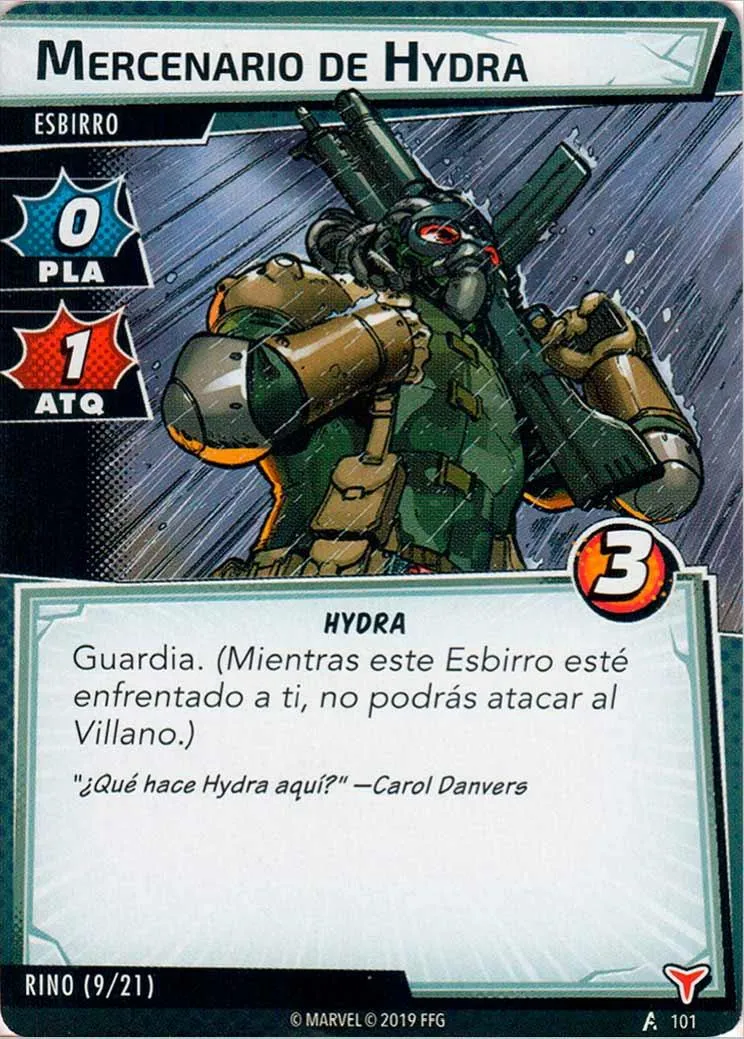 MERCENARIO DE HYDRA
ESBIRRO
0
PLA
1
ATQ
3
HYDRA
Guardia. (Mientras este Esbirro esté
enfrentado a ti, no podrás atacar al
Villano.)
"¿Qué hace Hydra aquí?" —Carol Danvers
RINO (9/21)
© MARVEL © 2019 FFG
101